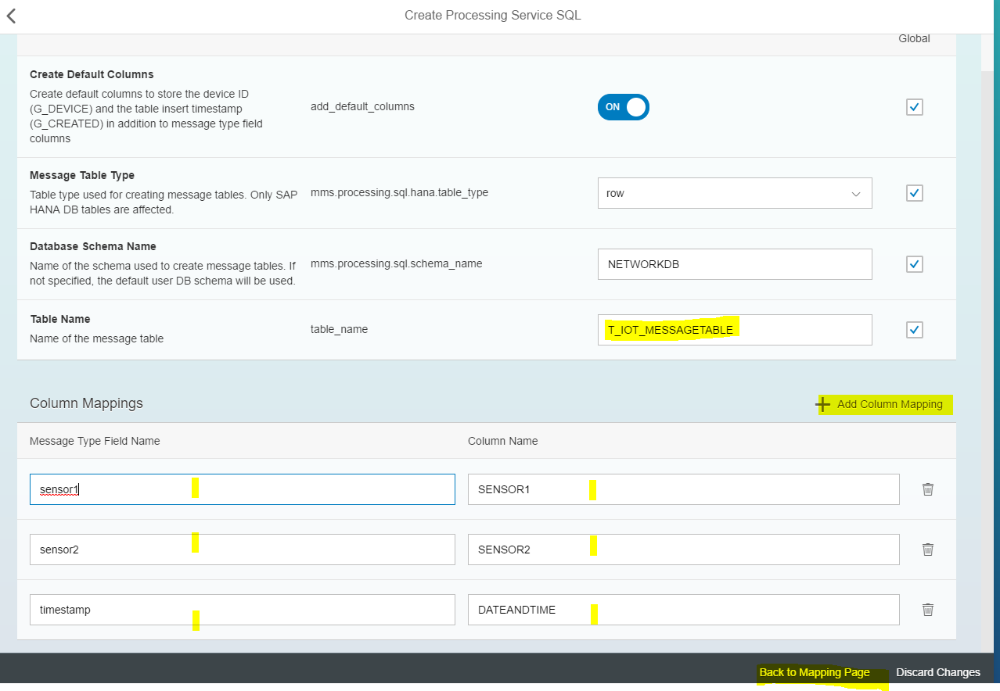 Create Processing Service SQL
Global
Create Default Columns
Create default columns to store the device ID
(G_DEVICE) and the table insert timestamp
(G_CREATED) in addition to message type field
columns
add_default_columns
ON
Message Table Type
Table type used for creating message tables. Only SAP
HANA DB tables are affected.
mms.processing.sql.hana.table_type
row
Database Schema Name
Name of the schema used to create message tables. If
not specified, the default user DB schema will be used.
mms.processing.sql.schema_name
NETWORKDB
Table Name
Name of the message table
table_name
T_IOT_MESSAGETABLE
Column Mappings
Add Column Mapping
Message Type Field Name
Column Name
sensor1
SENSOR1
sensor2
SENSOR2
timestamp
DATEANDTIME
Back to Mapping Page
Discard Changes